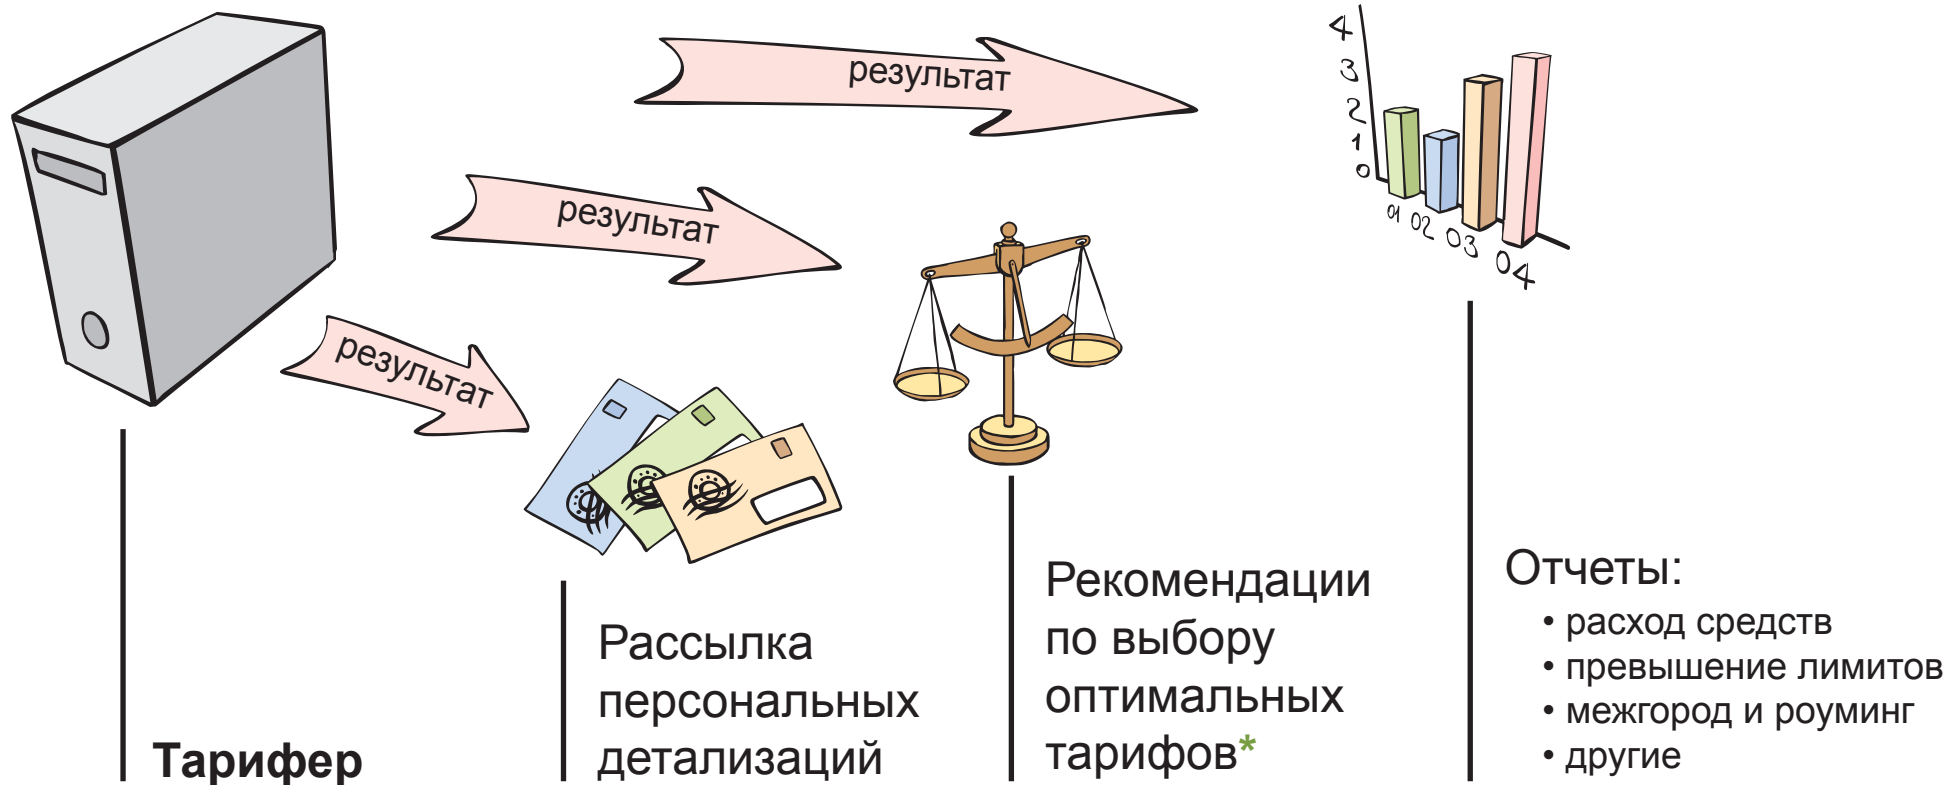 результат
результат
результат
4
3
2
1
0
01 02 03 04
Тарифер
Рассылка
персональных
детализаций
Рекомендации
по выбору
оптимальных
тарифов*
Отчеты:
• расход средств
• превышение лимитов
• межгород и роуминг
• другие